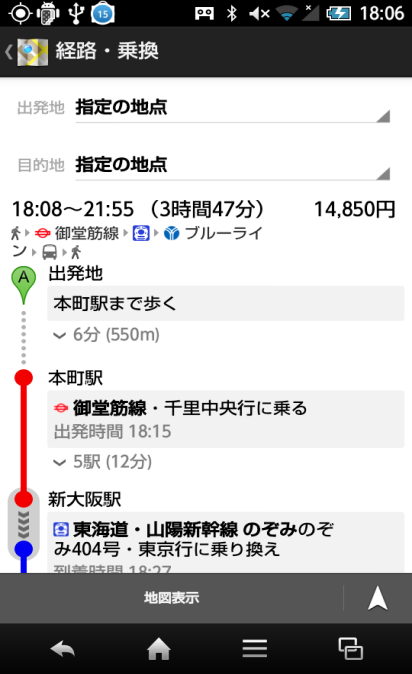 15
18:06
経路・乗換
出発地 指定の地点
目的地 指定の地点
18:08～21:55 （3時間47分） 14,850円
御堂筋線 ブルーライ
ン
A 出発地
本町駅まで歩く
6分 (550m)
本町駅
御堂筋線・千里中央行に乗る
出発時間 18:15
5駅 (12分)
新大阪駅
東海道・山陽新幹線 のぞみのぞ
み404号・東京行に乗り換え
到着時間 18:27
地図表示